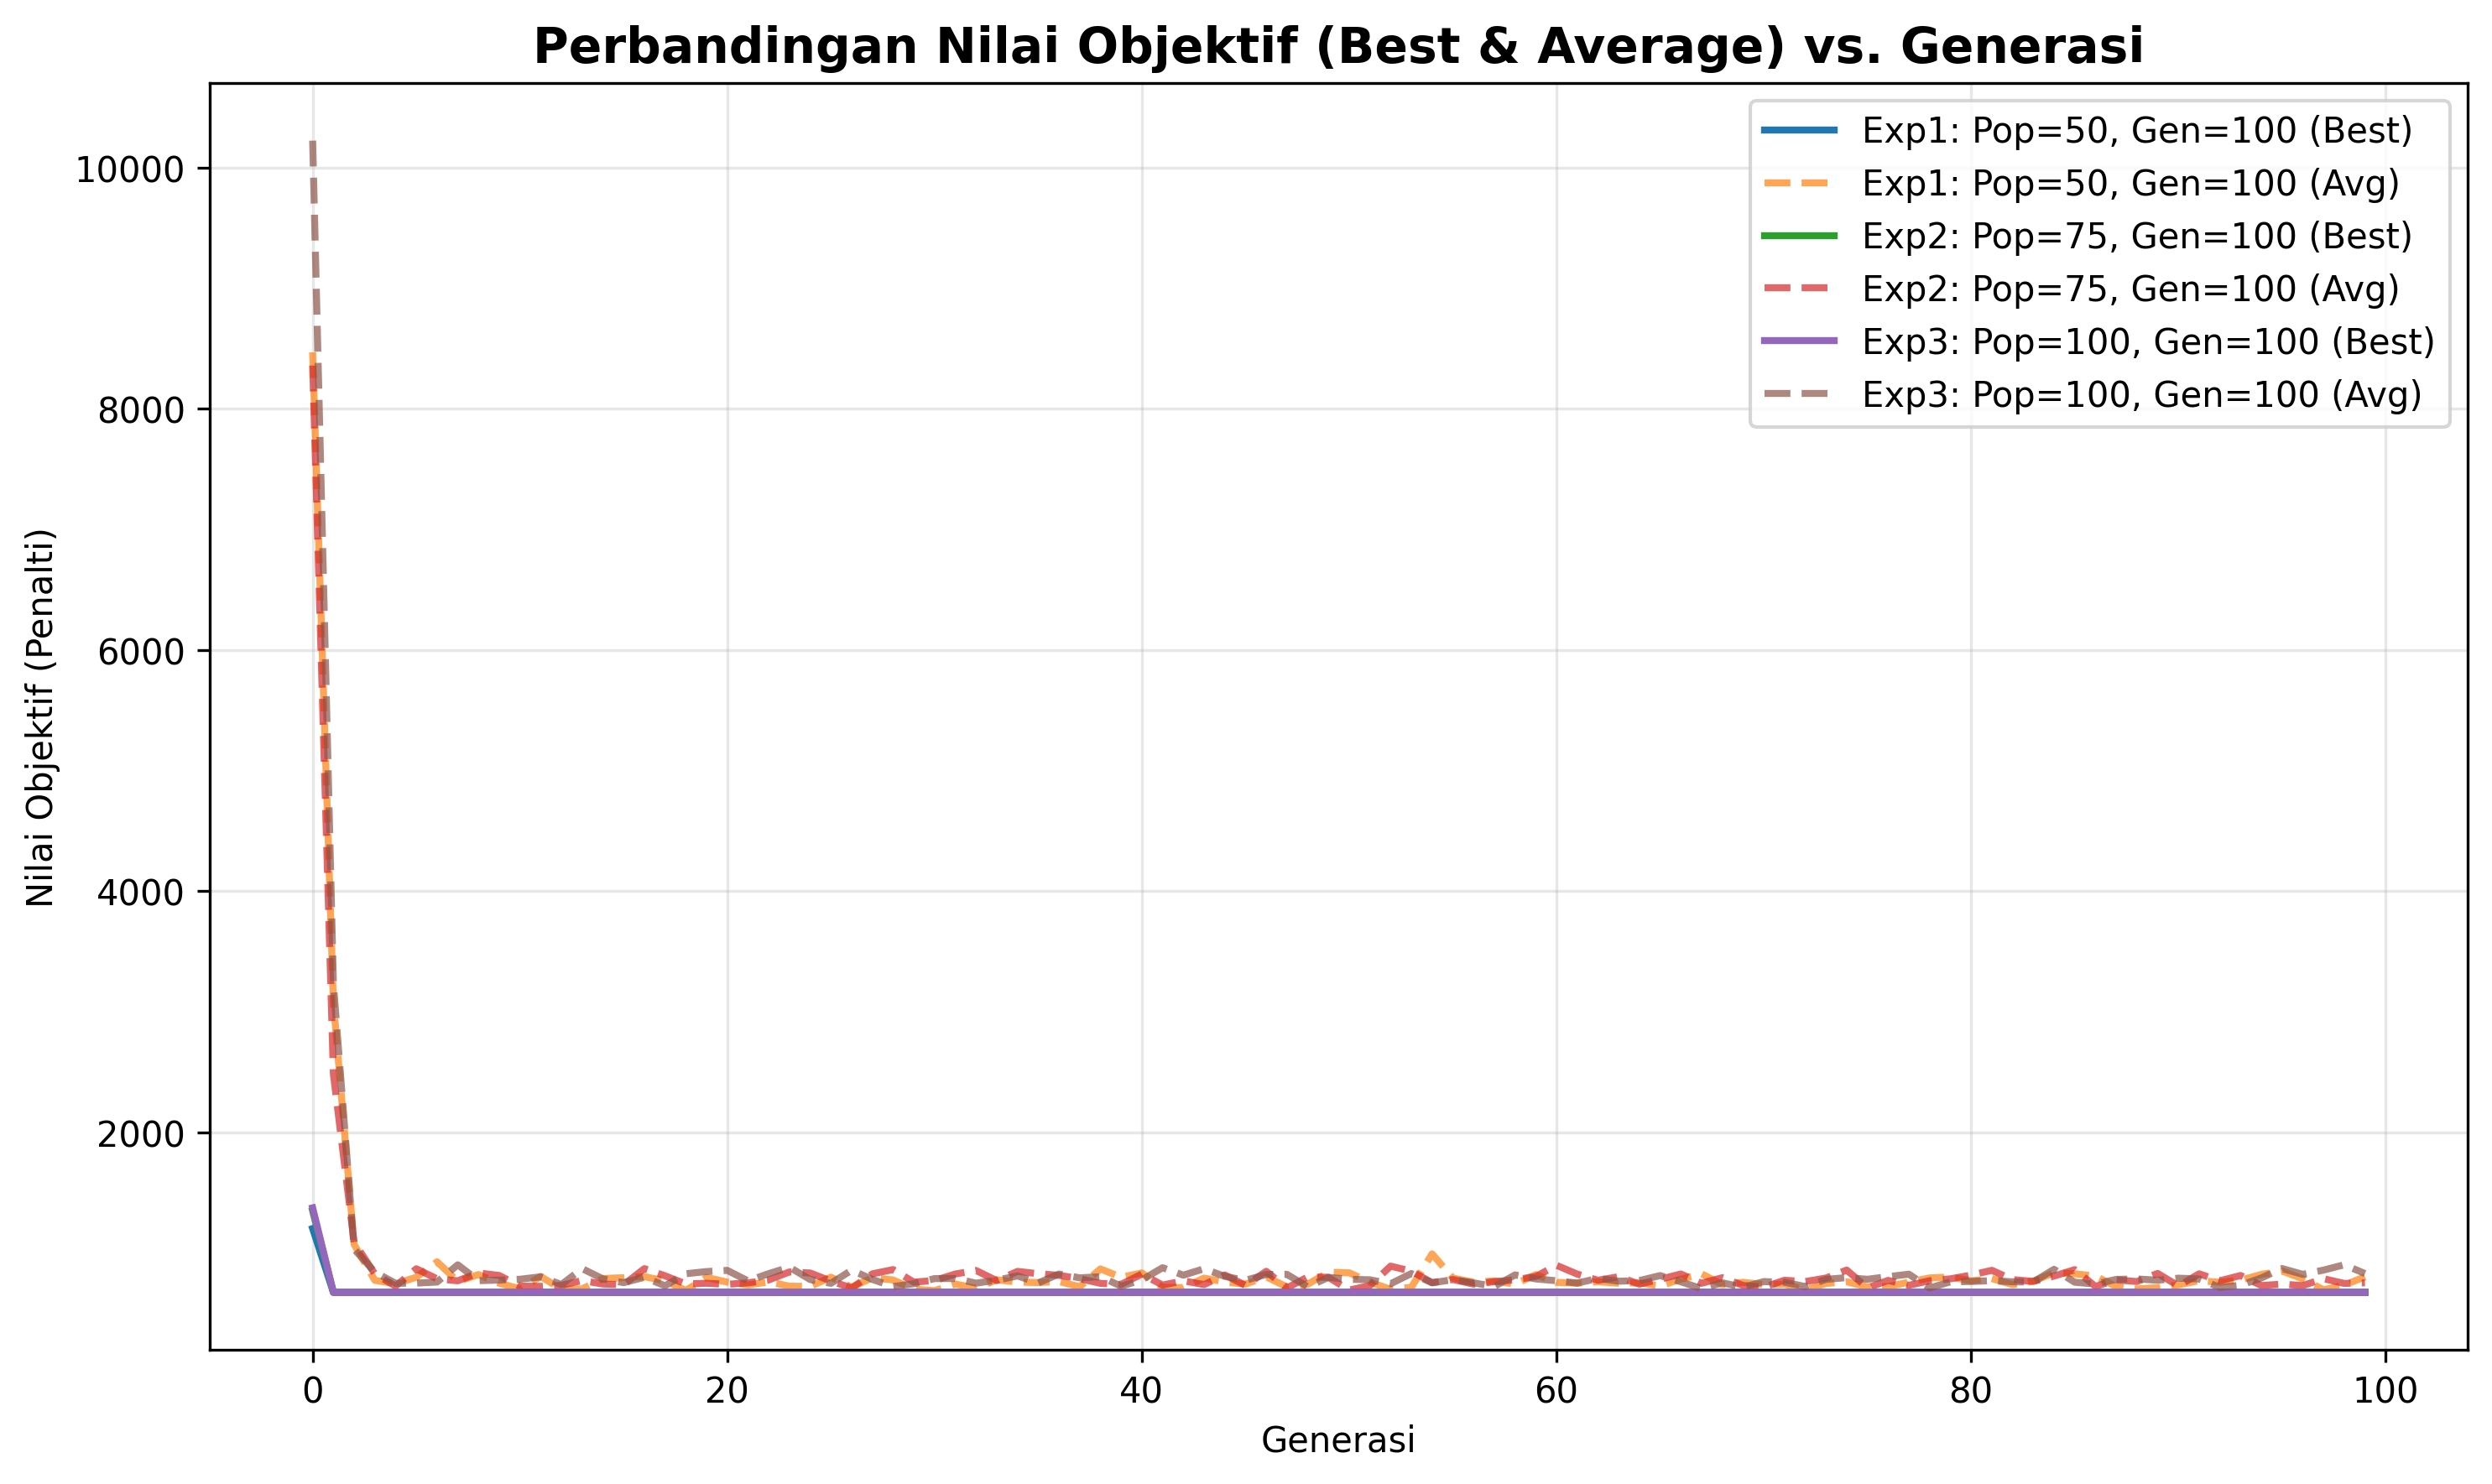 Perbandingan Nilai Objektif (Best & Average) vs. Generasi
Exp1: Pop=50, Gen=100 (Best)
Exp1: Pop=50, Gen=100 (Avg)
Exp2: Pop=75, Gen=100 (Best)
Exp2: Pop=75, Gen=100 (Avg)
Exp3: Pop=100, Gen=100 (Best)
Exp3: Pop=100, Gen=100 (Avg)
Nilai Objektif (Penalti)
10000
8000
6000
4000
2000
0 20 40 60 80 100
Generasi